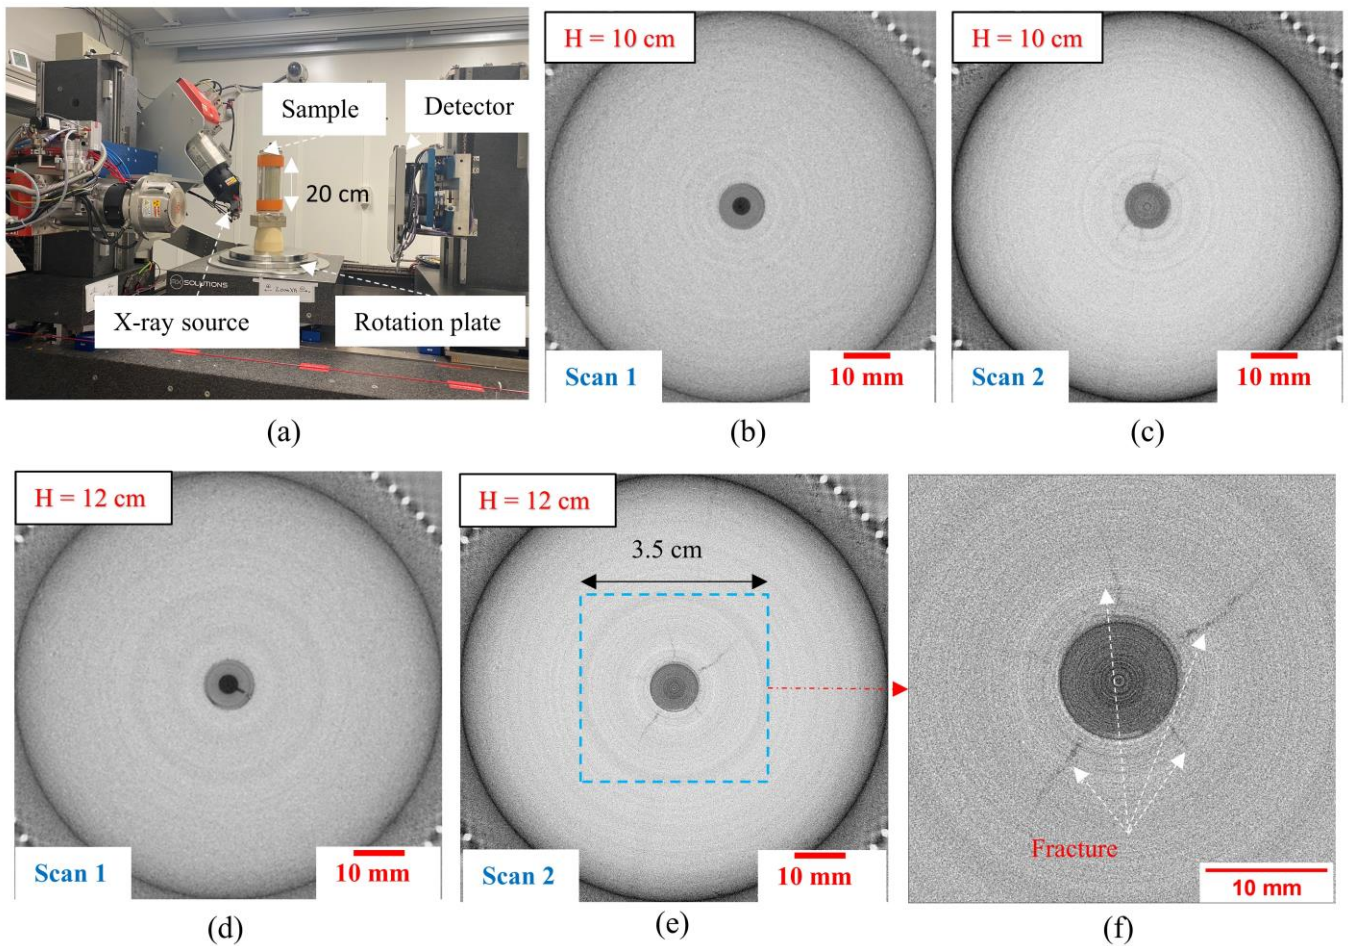 Sample
Detector
20 cm
SOLUTIONS
X-ray source
Rotation plate
(a)
H = 10 cm
Scan 1
10 mm
(b)
H = 10 cm
Scan 2
10 mm
(c)
H = 12 cm
Scan 1
10 mm
(d)
H = 12 cm
3.5 cm
Scan 2
10 mm
(e)
Fracture
10 mm
(f)